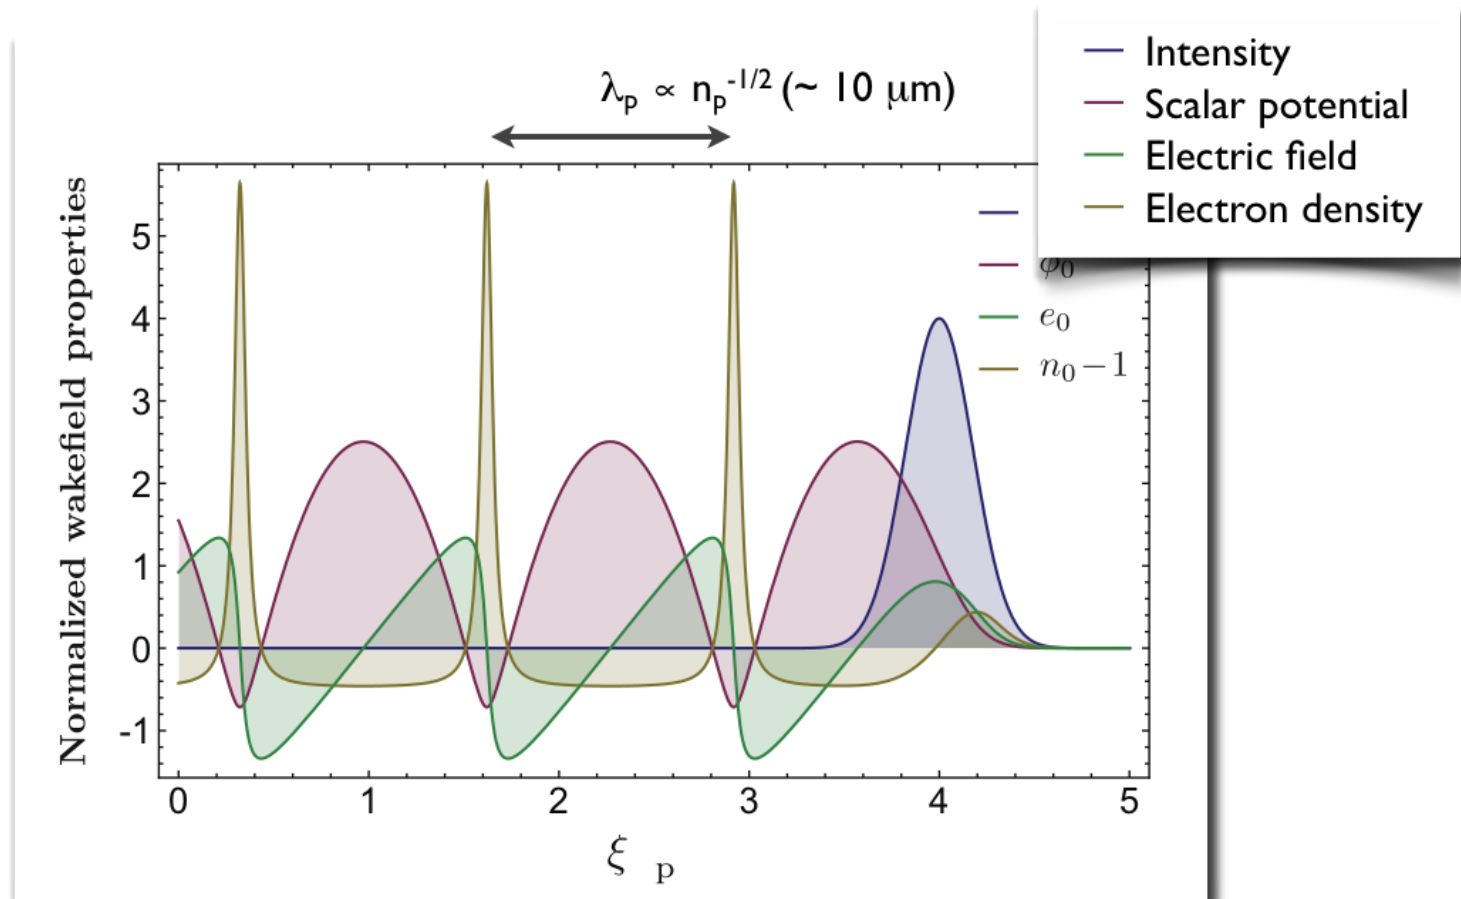 λp ∝ np^-1/2 (~ 10 μm)
Intensity
Scalar potential
Electric field
Electron density
Normalized wakefield properties
5
4
3
2
1
0
-1
φ0
e0
n0−1
0 1 2 3 4 5
ξ p